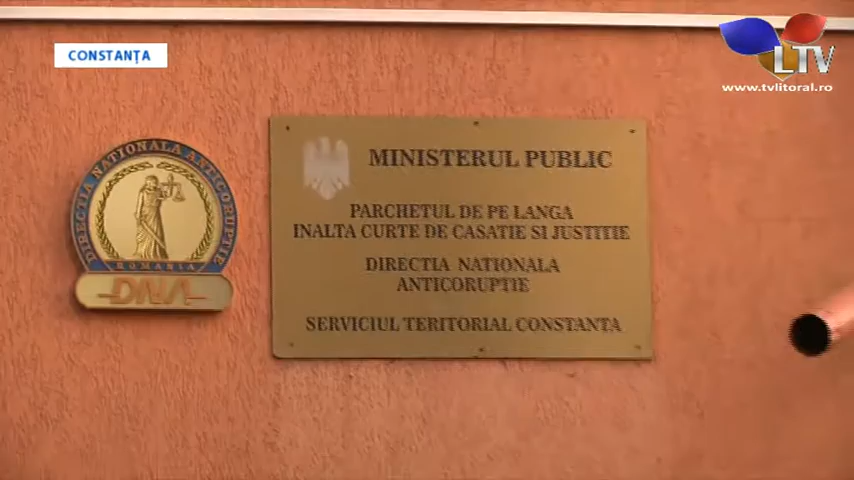 CONSTANȚA
LTV
www.tvlitoral.ro
DIRECTIA NATIONALA ANTICORUPTIE
ROMANIA
DNA
MINISTERUL PUBLIC
PARCHETUL DE PE LANGA
INALTA CURTE DE CASATIE SI JUSTITIE
DIRECTIA NATIONALA
ANTICORUPTIE
SERVICIUL TERITORIAL CONSTANTA